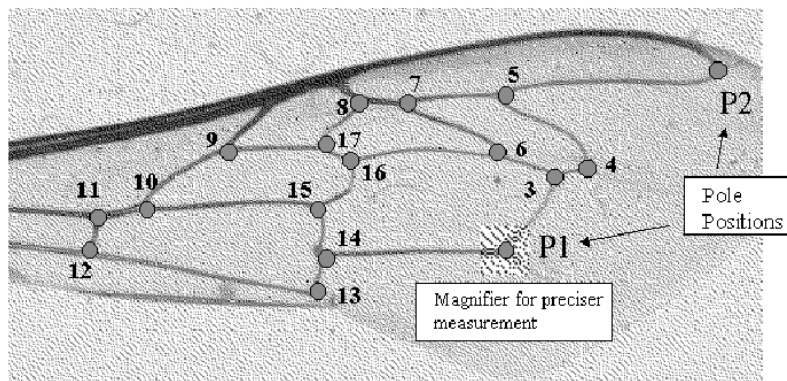 7
5
8
P2
9
17
6
4
16
3
10
15
11
Pole
Positions
14
P1
12
13
Magnifier for preciser
measurement